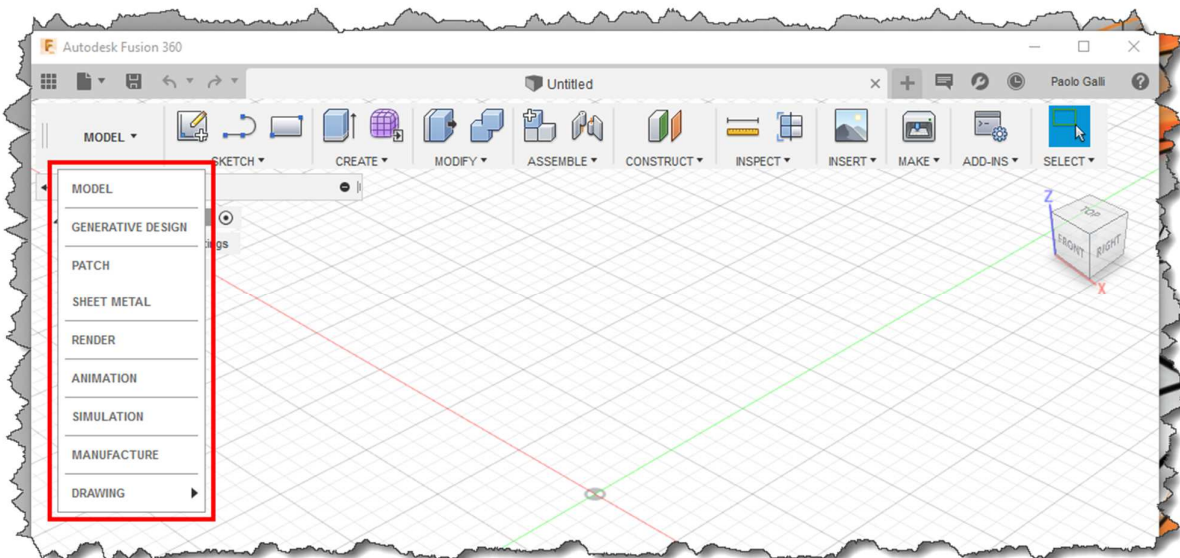 Autodesk Fusion 360
Untitled
Paolo Galli
MODEL
SKETCH
CREATE
MODIFY
ASSEMBLE
CONSTRUCT
INSPECT
INSERT
MAKE
ADD-INS
SELECT
MODEL
GENERATIVE DESIGN
PATCH
SHEET METAL
RENDER
ANIMATION
SIMULATION
MANUFACTURE
DRAWING
Z
TOP
FRONT
RIGHT
X